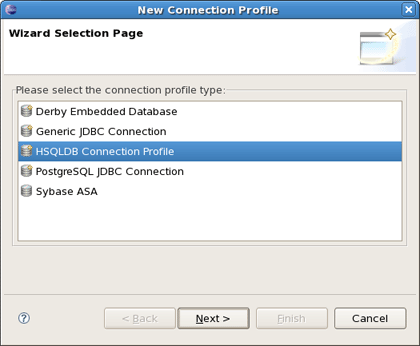 New Connection Profile
Wizard Selection Page
Please select the connection profile type:
Derby Embedded Database
Generic JDBC Connection
HSQLDB Connection Profile
PostgreSQL JDBC Connection
Sybase ASA
< Back Next > Finish Cancel